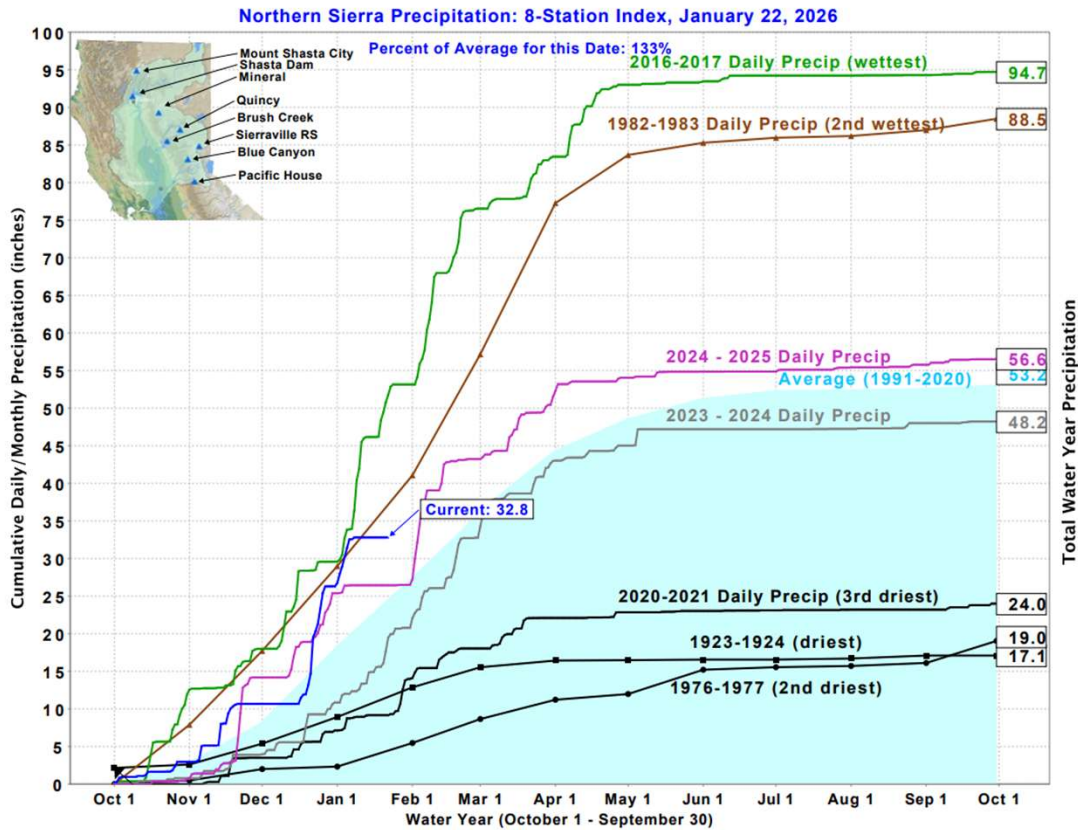 Northern Sierra Precipitation: 8-Station Index, January 22, 2026
Percent of Average for this Date: 133%
Mount Shasta City
Shasta Dam
Mineral
Quincy
Brush Creek
Sierraville RS
Blue Canyon
Pacific House
2016-2017 Daily Precip (wettest)
94.7
1982-1983 Daily Precip (2nd wettest)
88.5
2024 - 2025 Daily Precip
56.6
Average (1991-2020)
53.2
2023 - 2024 Daily Precip
48.2
Current: 32.8
2020-2021 Daily Precip (3rd driest)
24.0
1923-1924 (driest)
19.0
17.1
1976-1977 (2nd driest)
Cumulative Daily/Monthly Precipitation (inches)
100
95
90
85
80
75
70
65
60
55
50
45
40
35
30
25
20
15
10
5
0
Total Water Year Precipitation
Oct 1 Nov 1 Dec 1 Jan 1 Feb 1 Mar 1 Apr 1 May 1 Jun 1 Jul 1 Aug 1 Sep 1 Oct 1
Water Year (October 1 - September 30)